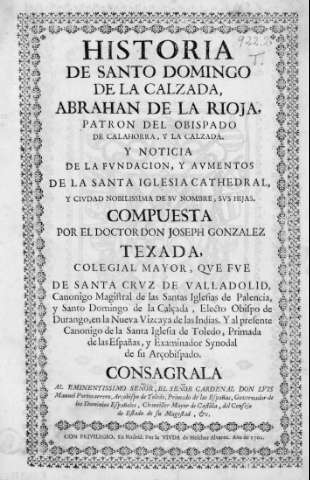 922.2
T.
HISTORIA
DE SANTO DOMINGO
DE LA CALZADA,
ABRAHAN DE LA RIOJA,
PATRON DEL OBISPADO
DE CALAHORRA, Y LA CALZADA.
Y NOTICIA
DE LA FVNDACION, Y AVMENTOS
DE LA SANTA IGLESIA CATHEDRAL,
Y CIVDAD NOBILISSIMA DE SV NOMBRE, SVS HIJAS.
COMPUESTA
POR EL DOCTOR DON JOSEPH GONZALEZ
TEXADA,
COLEGIAL MAYOR, QVE FVE
DE SANTA CRVZ DE VALLADOLID,
Canonigo Magistral de las Santas Iglesias de Palencia,
y Santo Domingo de la Calçada, Electo Obispo de
Durango, en la Nueva Vizcaya de las Indias. Y al presente
Canonigo de la Santa Iglesia de Toledo, Primada
de las Españas, y Examinador Synodal
de su Arçobispado.
CONSAGRALA
AL EMINENTISSIMO SEÑOR, EL SEÑOR CARDENAL DON LVIS
Manuel Portocarrero, Arçobispo de Toledo, Primado de las Españas, Governador de
los Dominios Españoles, Chanciller Mayor de Castilla, del Consejo
de Estado de su Magestad, &c.
CON PRIVILEGIO. En Madrid: Por la VIUDA de Melchor Alvarez. Año de